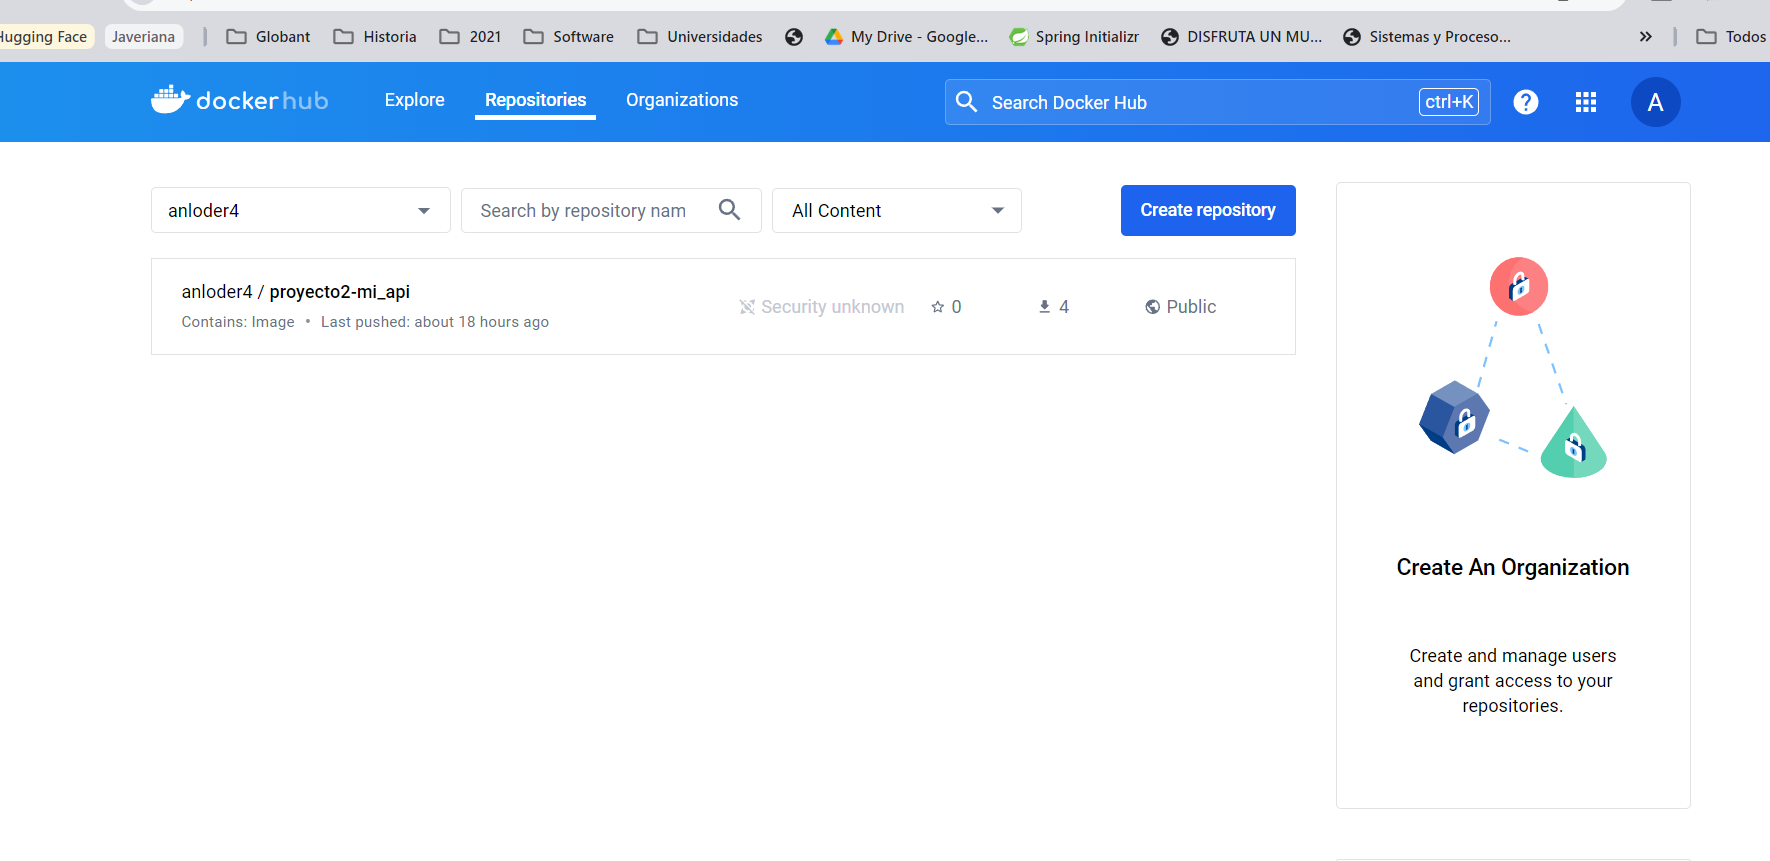 Hugging Face Javeriana Globant Historia 2021 Software Universidades My Drive - Google... Spring Initializr DISFRUTA UN MU... Sistemas y Proceso... » Todos
docker hub Explore Repositories Organizations Search Docker Hub ctrl+K ? A
anloder4 Search by repository nam All Content Create repository
anloder4 / proyecto2-mi_api
Contains: Image • Last pushed: about 18 hours ago
Security unknown 0 4 Public
Create An Organization
Create and manage users
and grant access to your
repositories.